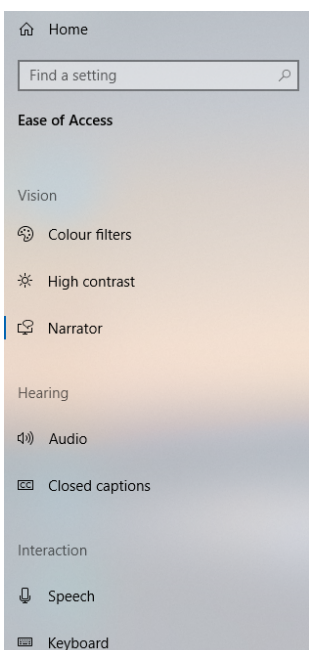 Home
Find a setting
Ease of Access
Vision
Colour filters
High contrast
Narrator
Hearing
Audio
Closed captions
Interaction
Speech
Keyboard